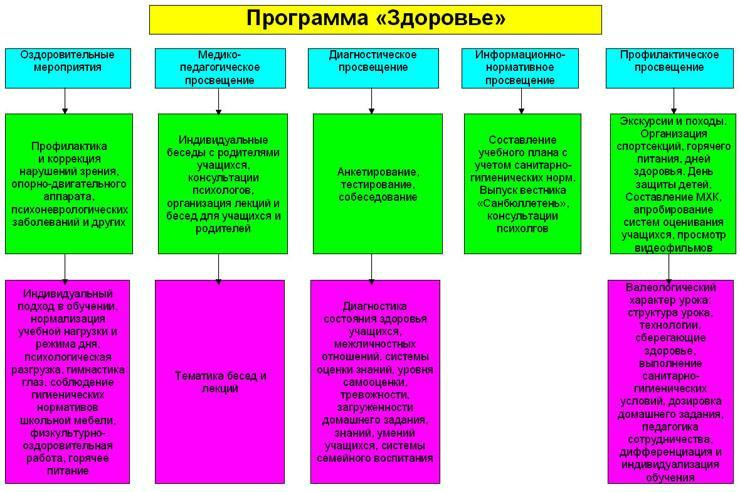 Программа «Здоровье»
Оздоровительные
мероприятия
Медико-
педагогическое
просвещение
Диагностическое
просвещение
Информационно-
нормативное
просвещение
Профилактическое
просвещение
Профилактика
и коррекция
нарушений зрения,
опорно-двигательного
аппарата,
психоневрологических
заболеваний и других
Индивидуальные
беседы с родителями
учащихся,
консультации
психологов,
организация лекций и
бесед для учащихся и
родителей
Анкетирование,
тестирование,
собеседование
Составление
учебного плана с
учетом санитарно-
гигиенических норм.
Выпуск вестника
«Санбюллетень»,
консультации
психолгов
Экскурсии и походы.
Организация
спортсекций, горячего
питания, дней
здоровья. День
защиты детей.
Составление МХК,
апробирование
систем оценивания
учащихся, просмотр
видеофильмов
Индивидуальный
подход в обучении,
нормализация
учебной нагрузки и
режима дня,
психологическая
разгрузка, гимнастика
глаз, соблюдение
гигиенических
нормативов
школьной мебели,
физкультурно-
оздоровительная
работа, горячее
питание
Тематика бесед и
лекций
Диагностика
состояния здоровья
учащихся,
межличностных
отношений, системы
оценки знаний, уровня
самооценки,
тревожности,
загруженности
домашнего задания,
знаний, умений
учащихся, системы
семейного воспитания
Валеологический
характер урока:
структура урока,
технологии,
сберегающие
здоровье,
выполнение
санитарно-
гигиенических
условий, дозировка
домашнего задания,
педагогика
сотрудничества,
дифференциация и
индивидуализация
обучения